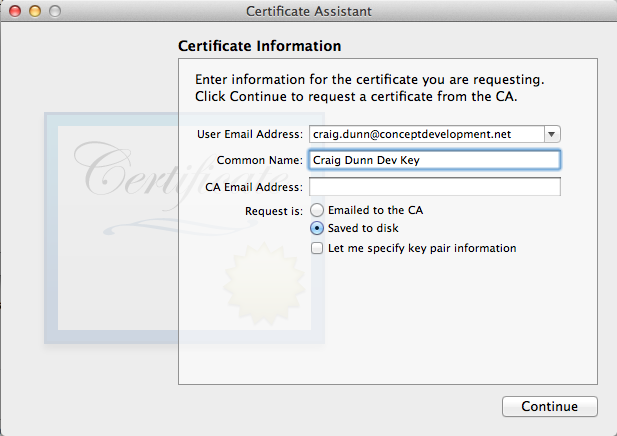 Certificate Assistant
Certificate Information
Enter information for the certificate you are requesting.
Click Continue to request a certificate from the CA.
Certificate
User Email Address: craig.dunn@conceptdevelopment.net
Common Name: Craig Dunn Dev Key
CA Email Address:
Request is: Emailed to the CA
Saved to disk
Let me specify key pair information
Continue